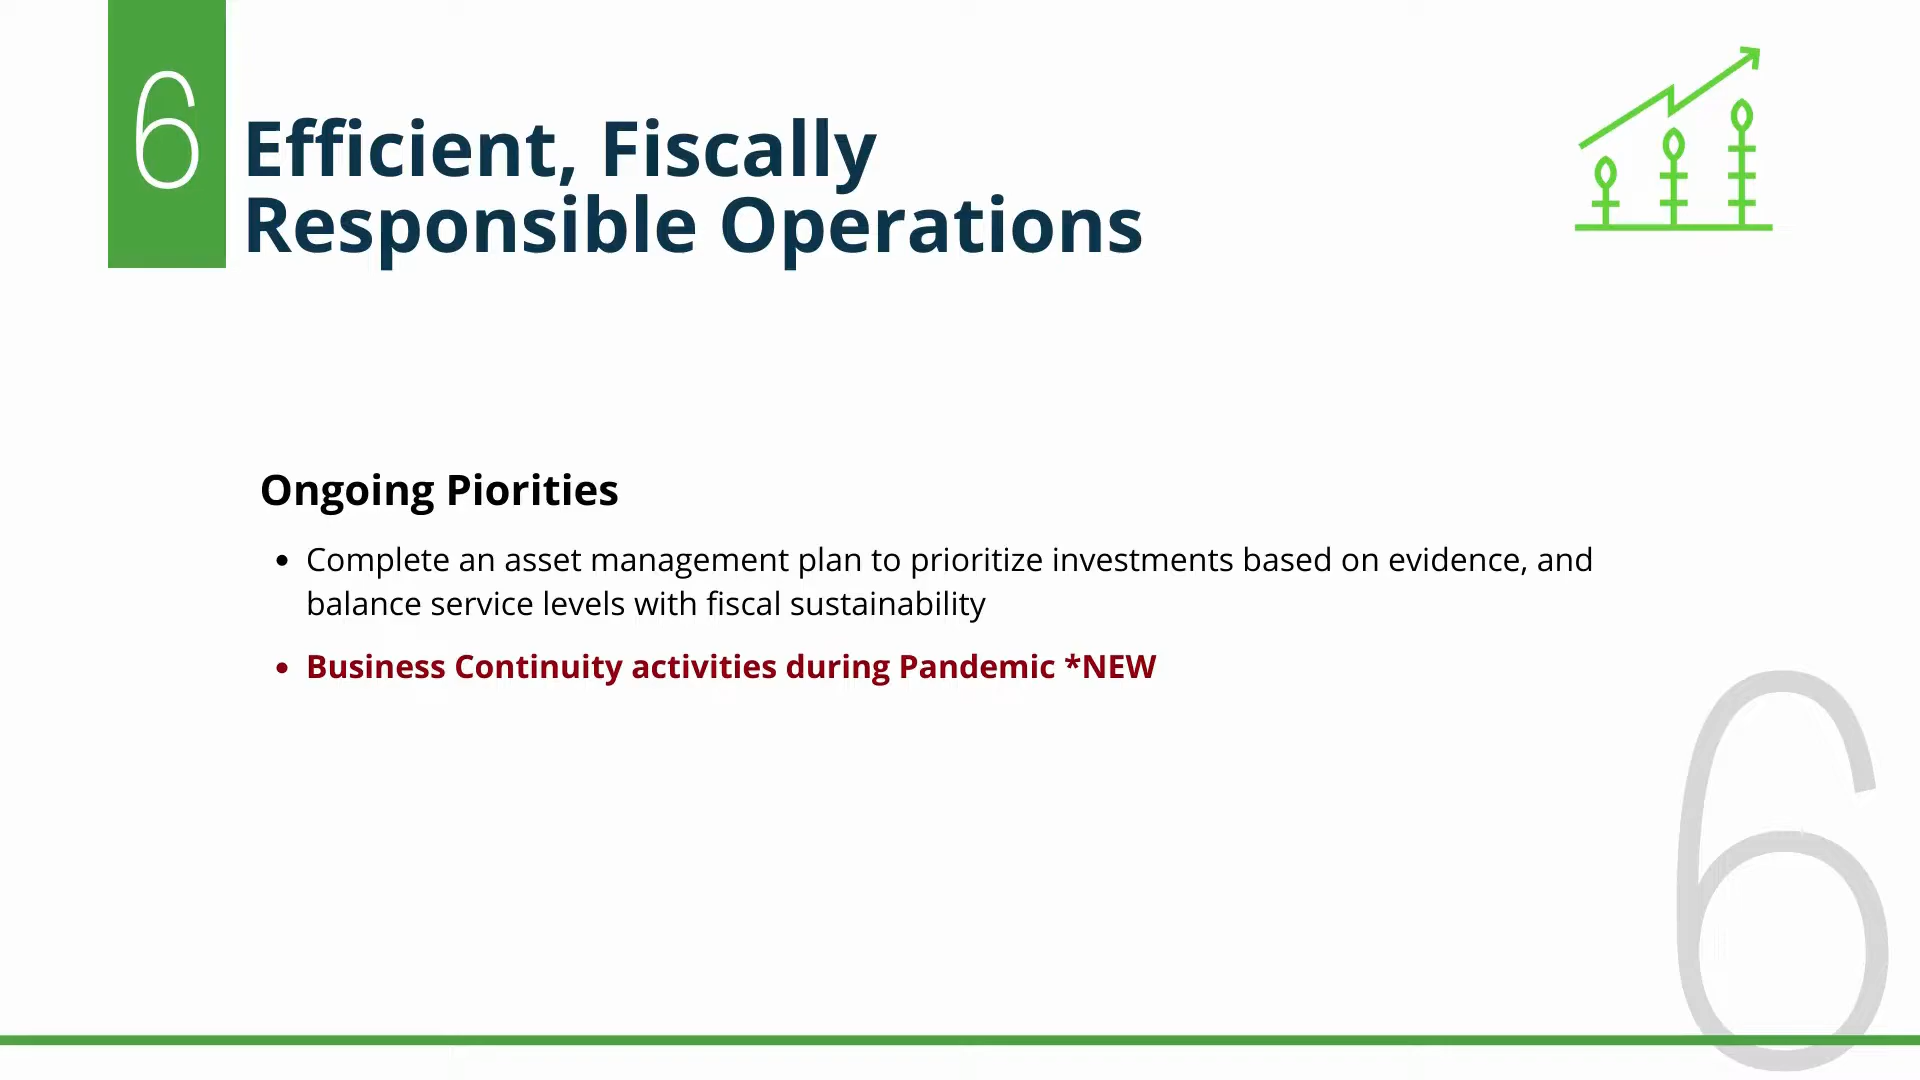 6
Efficient, Fiscally
Responsible Operations
Ongoing Piorities
• Complete an asset management plan to prioritize investments based on evidence, and
balance service levels with fiscal sustainability
• Business Continuity activities during Pandemic *NEW
6